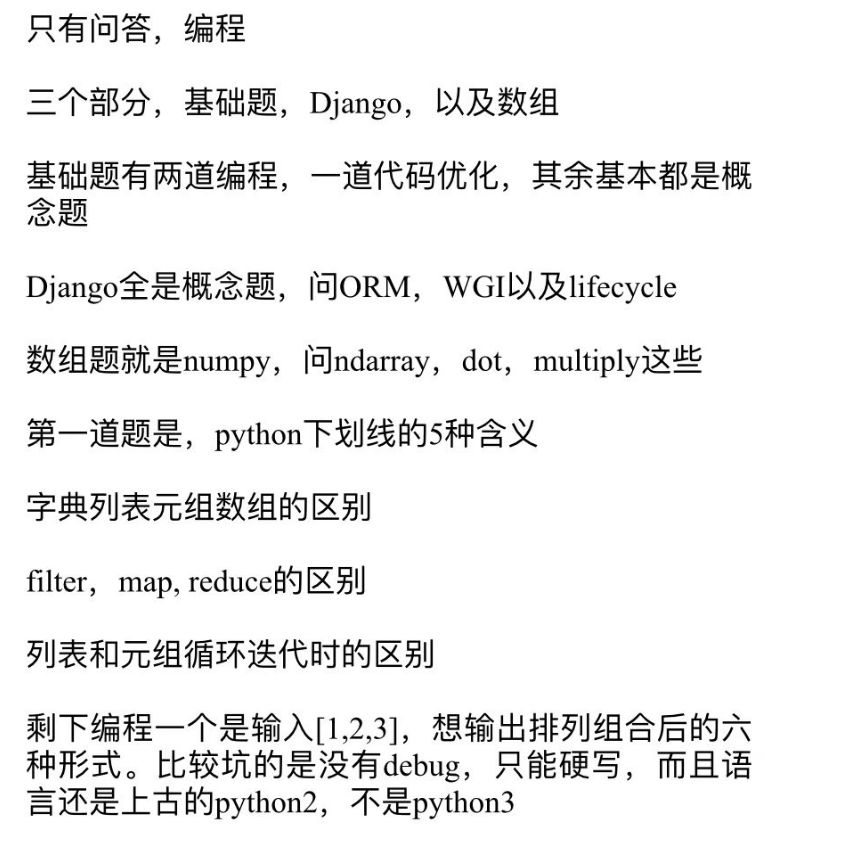 只有问答，编程
三个部分，基础题，Django，以及数组
基础题有两道编程，一道代码优化，其余基本都是概
念题
Django全是概念题，问ORM，WGI以及lifecycle
数组题就是numpy，问ndarray，dot，multiply这些
第一道题是，python下划线的5种含义
字典列表元组数组的区别
filter，map, reduce的区别
列表和元组循环迭代时的区别
剩下编程一个是输入[1,2,3]，想输出排列组合后的六
种形式。比较坑的是没有debug，只能硬写，而且语
言还是上古的python2，不是python3